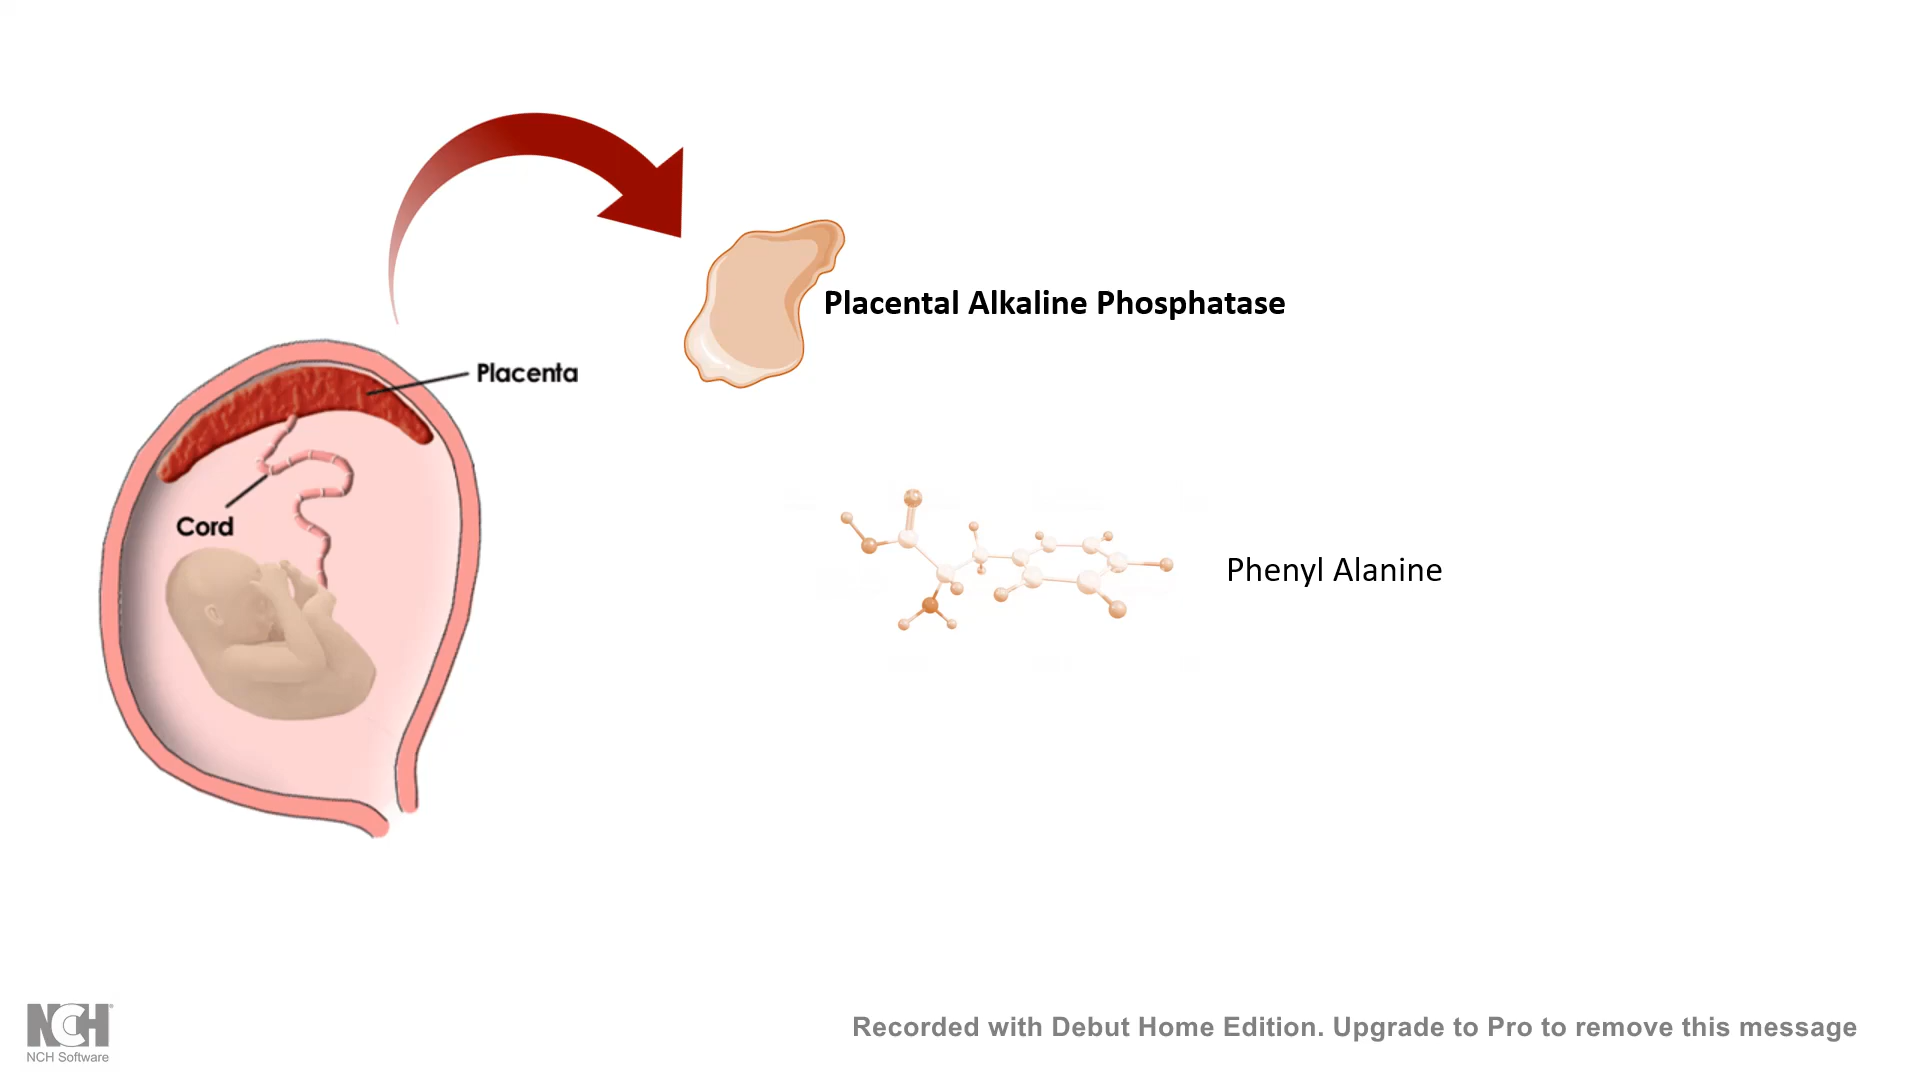 Placental Alkaline Phosphatase
Placenta
Cord
Phenyl Alanine
NCH
NCH Software
Recorded with Debut Home Edition. Upgrade to Pro to remove this message